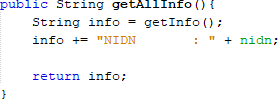 public String getAllInfo(){
    String info = getInfo();
    info += "NIDN       : " + nidn;

    return info;
}